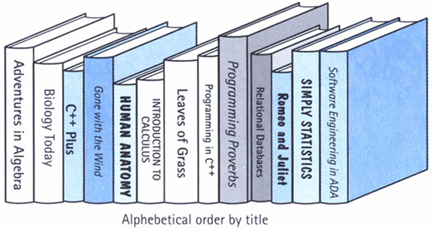 Adventures in Algebra
Biology Today
C++ Plus
Gone with the Wind
HUMAN ANATOMY
INTRODUCTION TO
CALCULUS
Leaves of Grass
Programming in C++
Programming Proverbs
Relational Databases
Romeo and Juliet
SIMPLY STATISTICS
Software Engineering in ADA
Alphebetical order by title